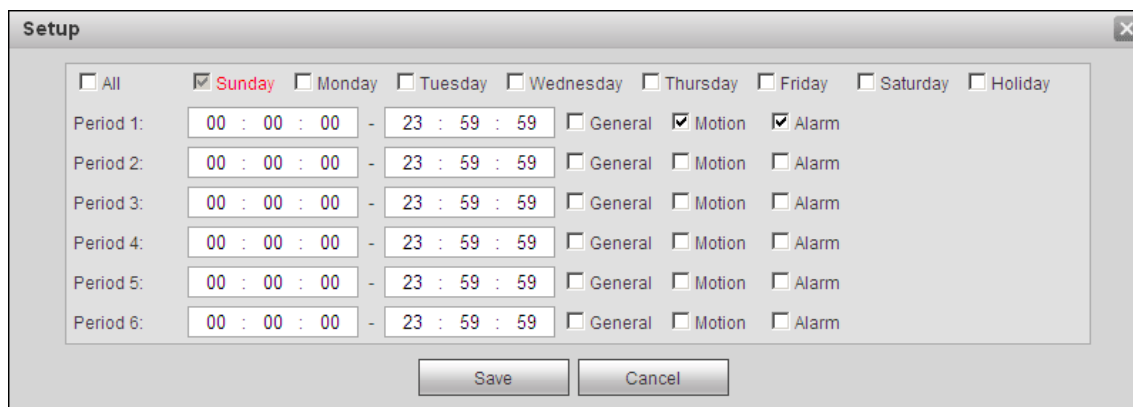 Setup
All Sunday Monday Tuesday Wednesday Thursday Friday Saturday Holiday
Period 1: 00 : 00 : 00 - 23 : 59 : 59 General Motion Alarm
Period 2: 00 : 00 : 00 - 23 : 59 : 59 General Motion Alarm
Period 3: 00 : 00 : 00 - 23 : 59 : 59 General Motion Alarm
Period 4: 00 : 00 : 00 - 23 : 59 : 59 General Motion Alarm
Period 5: 00 : 00 : 00 - 23 : 59 : 59 General Motion Alarm
Period 6: 00 : 00 : 00 - 23 : 59 : 59 General Motion Alarm
Save Cancel